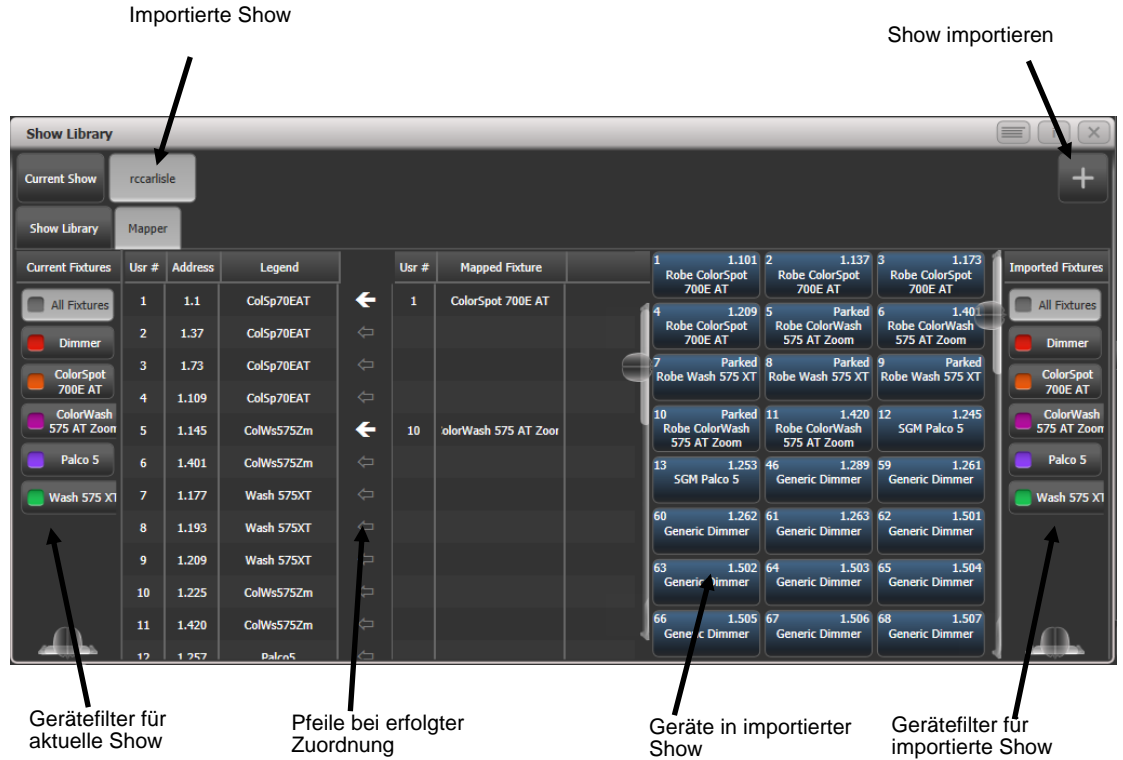 Importierte Show
Show importieren
Show Library
Current Show
rccarlisle
Show Library
Mapper
Current Fixtures
Usr # Address Legend
Usr # Mapped Fixture
Imported Fixtures
All Fixtures
Dimmer
ColorSpot
700E AT
ColorWash
575 AT Zoom
Palco 5
Wash 575 XT
1 1.1 ColSp70EAT 1 ColorSpot 700E AT
2 1.37 ColSp70EAT
3 1.73 ColSp70EAT
4 1.109 ColSp70EAT
5 1.145 ColWs575Zm 10 olorWash 575 AT Zoor
6 1.401 ColWs575Zm
7 1.177 Wash 575XT
8 1.193 Wash 575XT
9 1.209 Wash 575XT
10 1.225 ColWs575Zm
11 1.420 ColWs575Zm
12 1.257 Palco5
1 1.101
Robe ColorSpot
700E AT
2 1.137
Robe ColorSpot
700E AT
3 1.173
Robe ColorSpot
700E AT
4 1.209
Robe ColorSpot
700E AT
5 Parked
Robe ColorWash
575 AT Zoom
6 1.401
Robe ColorWash
575 AT Zoom
7 Parked
Robe Wash 575 XT
8 Parked
Robe Wash 575 XT
9 Parked
Robe Wash 575 XT
10 Parked
Robe ColorWash
575 AT Zoom
11 1.420
Robe ColorWash
575 AT Zoom
12 1.245
SGM Palco 5
13 1.253
SGM Palco 5
46 1.289
Generic Dimmer
59 1.261
Generic Dimmer
60 1.262
Generic Dimmer
61 1.263
Generic Dimmer
62 1.501
Generic Dimmer
63 1.502
Generic Dimmer
64 1.503
Generic Dimmer
65 1.504
Generic Dimmer
66 1.505
Generic Dimmer
67 1.506
Generic Dimmer
68 1.507
Generic Dimmer
All Fixtures
Dimmer
ColorSpot
700E AT
ColorWash
575 AT Zoom
Palco 5
Wash 575 XT
Gerätefilter für
aktuelle Show
Pfeile bei erfolgter
Zuordnung
Geräte in importierter
Show
Gerätefilter für
importierte Show